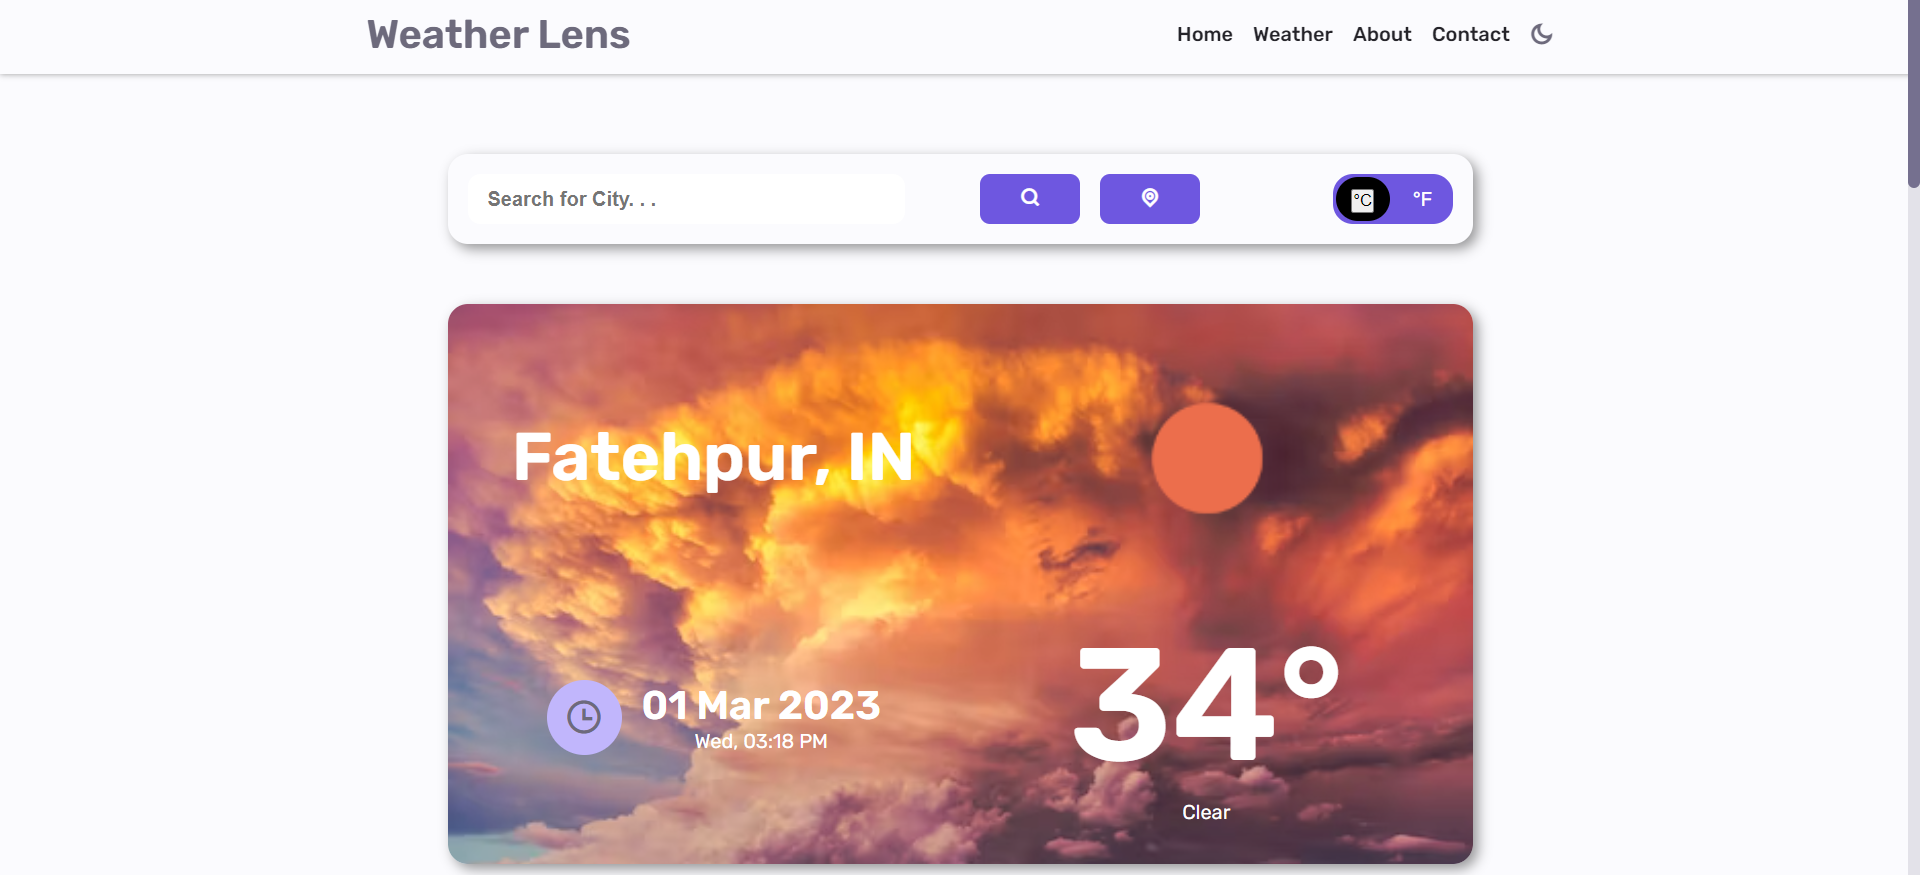 Weather Lens
Home Weather About Contact
Search for City. . .
°C °F
Fatehpur, IN
01 Mar 2023
Wed, 03:18 PM
34°
Clear